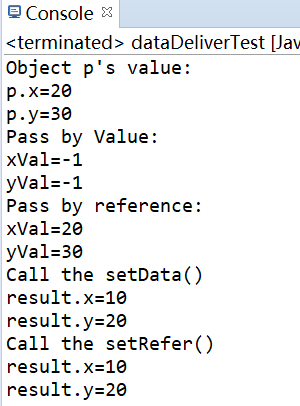 Console
<terminated> dataDeliverTest [Jav
Object p's value:
p.x=20
p.y=30
Pass by Value:
xVal=-1
yVal=-1
Pass by reference:
xVal=20
yVal=30
Call the setData()
result.x=10
result.y=20
Call the setRefer()
result.x=10
result.y=20